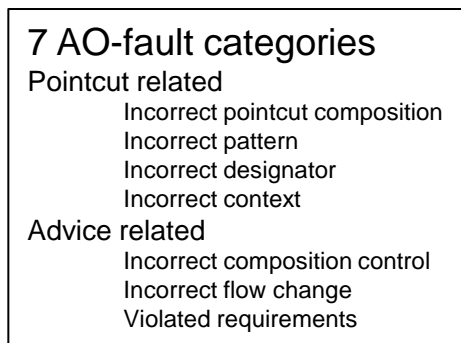 7 AO-fault categories
Pointcut related
Incorrect pointcut composition
Incorrect pattern
Incorrect designator
Incorrect context
Advice related
Incorrect composition control
Incorrect flow change
Violated requirements